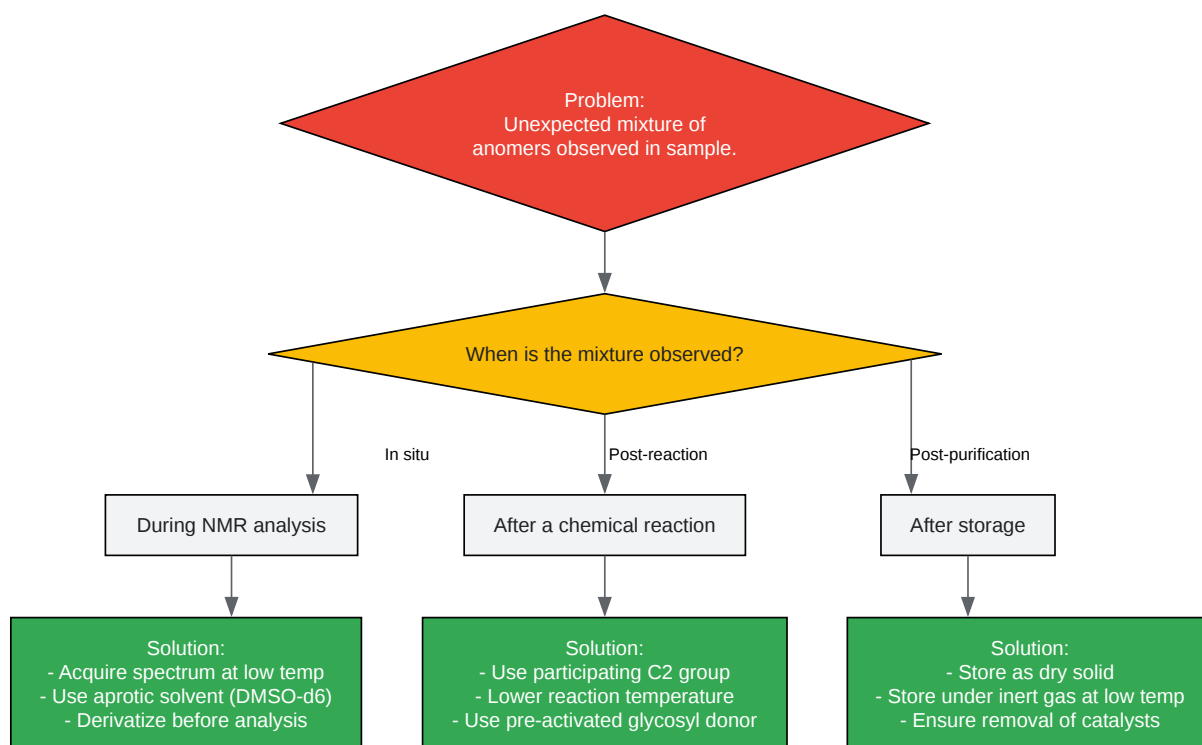 Problem:
Unexpected mixture of
anomers observed in sample.
When is the mixture observed?
In situ
Post-reaction
Post-purification
During NMR analysis
After a chemical reaction
After storage
Solution:
- Acquire spectrum at low temp
- Use aprotic solvent (DMSO-d6)
- Derivatize before analysis
Solution:
- Use participating C2 group
- Lower reaction temperature
- Use pre-activated glycosyl donor
Solution:
- Store as dry solid
- Store under inert gas at low temp
- Ensure removal of catalysts